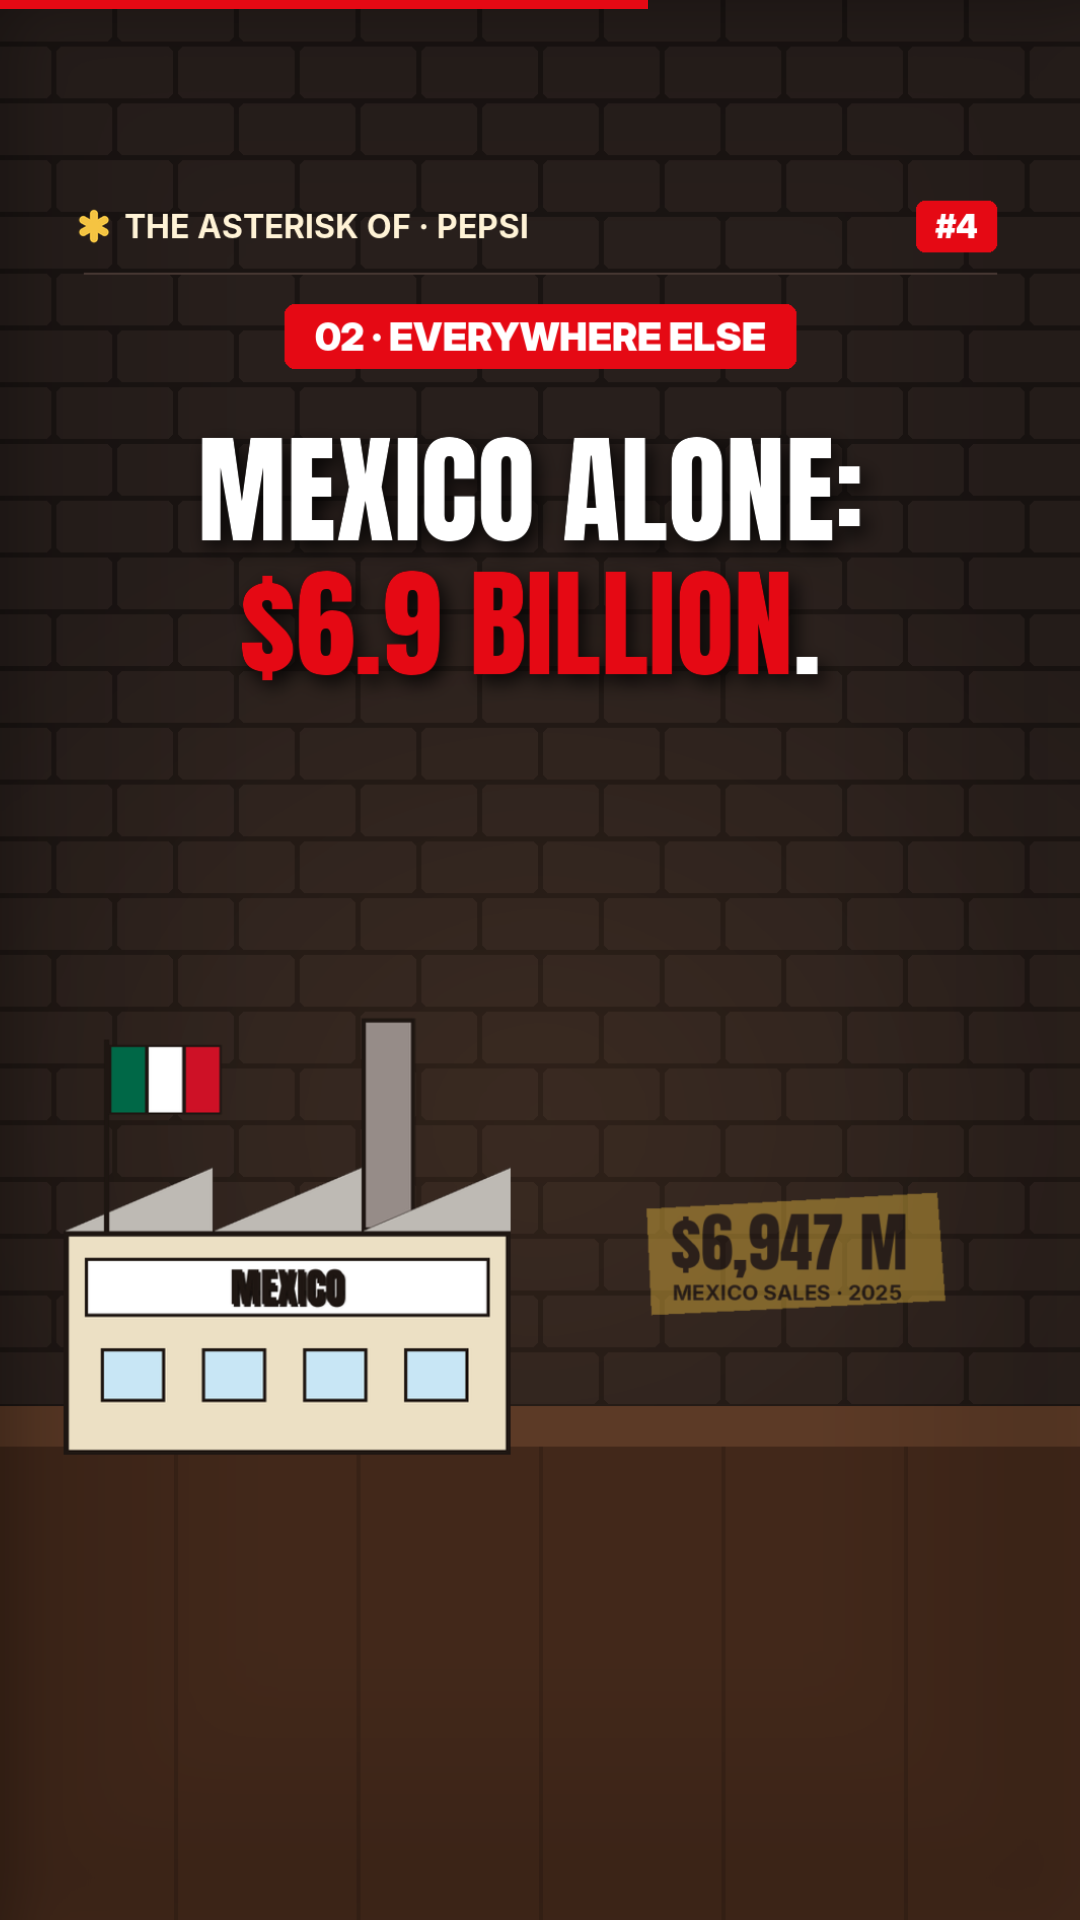 * THE ASTERISK OF · PEPSI
#4
02 · EVERYWHERE ELSE
MEXICO ALONE:
$6.9 BILLION.
MEXICO
$6,947 M
MEXICO SALES · 2025